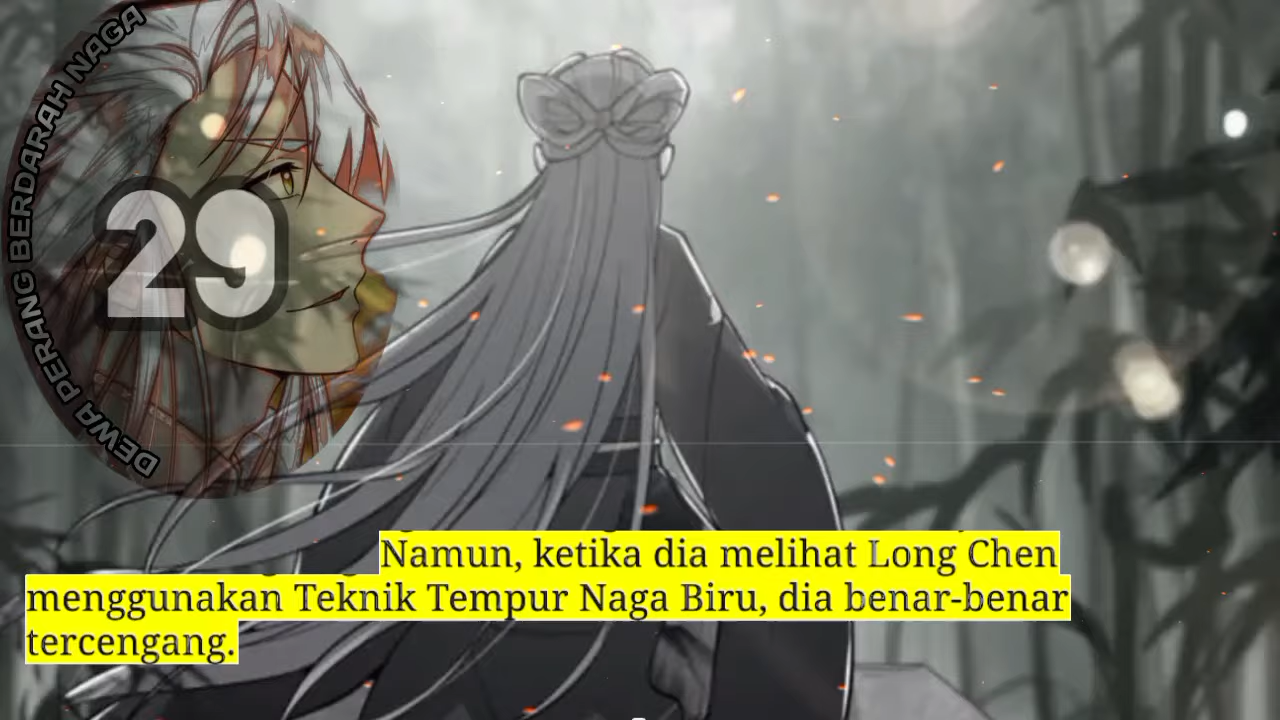 DEWA PERANG BERDARAH NAGA
29
Namun, ketika dia melihat Long Chen
menggunakan Teknik Tempur Naga Biru, dia benar-benar
tercengang.